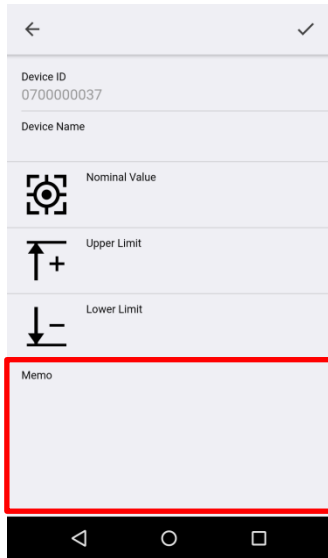 Device ID
0700000037
Device Name
Nominal Value
Upper Limit
Lower Limit
Memo